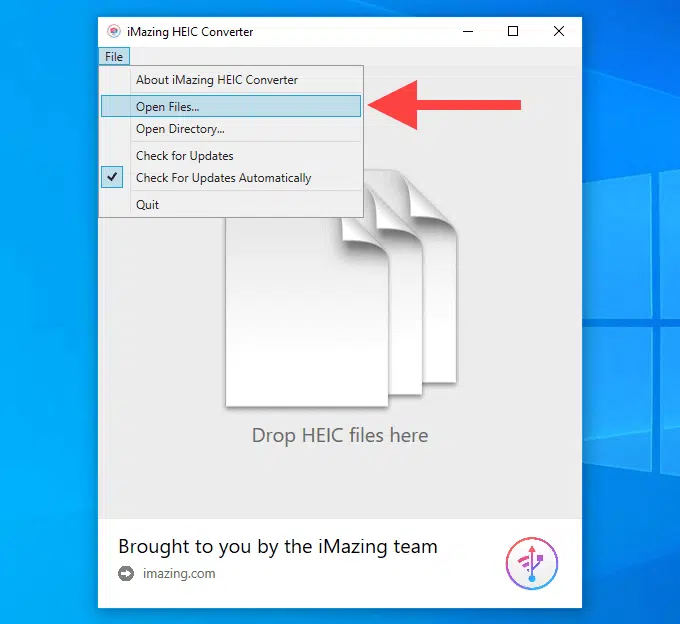 iMazing HEIC Converter
File
About iMazing HEIC Converter
Open Files...
Open Directory...
Check for Updates
Check For Updates Automatically
Quit
Drop HEIC files here
Brought to you by the iMazing team
imazing.com